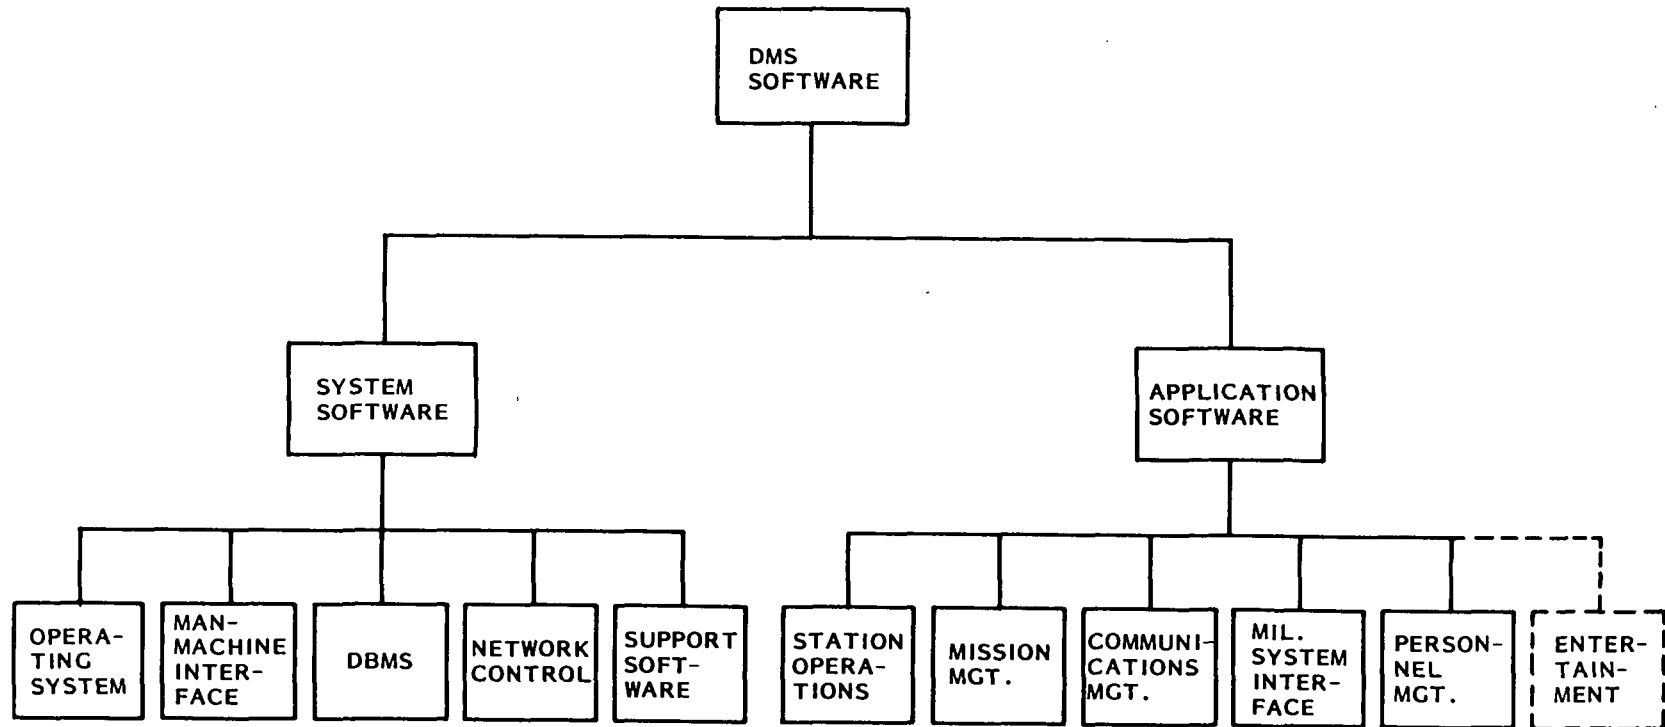 DMS
SOFTWARE
SYSTEM
SOFTWARE
APPLICATION
SOFTWARE
OPERA-
TING
SYSTEM
MAN-
MACHINE
INTER-
FACE
DBMS
NETWORK
CONTROL
SUPPORT
SOFT-
WARE
STATION
OPERA-
TIONS
MISSION
MGT.
COMMUNI-
CATIONS
MGT.
MIL.
SYSTEM
INTER-
FACE
PERSON-
NEL
MGT.
ENTER-
TAIN-
MENT